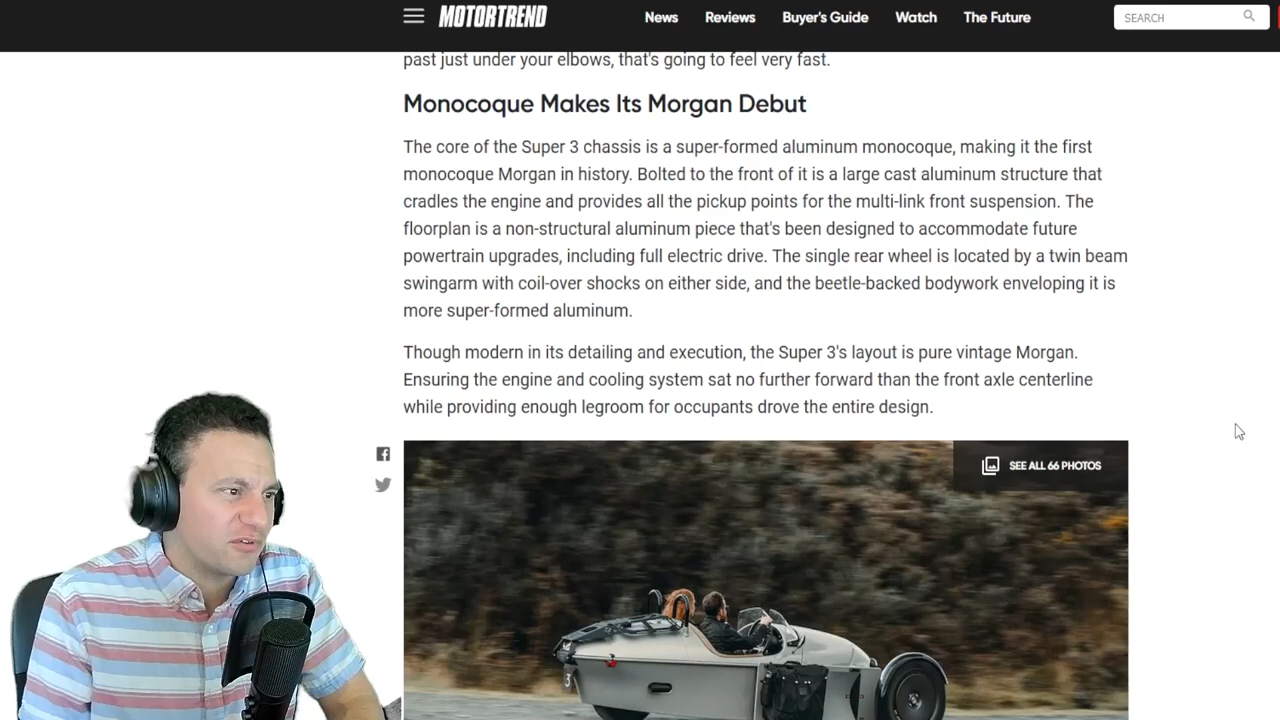 MOTORTREND
News
Reviews
Buyer's Guide
Watch
The Future
SEARCH
past just under your elbows, that's going to feel very fast.
Monocoque Makes Its Morgan Debut
The core of the Super 3 chassis is a super-formed aluminum monocoque, making it the first
monocoque Morgan in history. Bolted to the front of it is a large cast aluminum structure that
cradles the engine and provides all the pickup points for the multi-link front suspension. The
floorplan is a non-structural aluminum piece that's been designed to accommodate future
powertrain upgrades, including full electric drive. The single rear wheel is located by a twin beam
swingarm with coil-over shocks on either side, and the beetle-backed bodywork enveloping it is
more super-formed aluminum.
Though modern in its detailing and execution, the Super 3's layout is pure vintage Morgan.
Ensuring the engine and cooling system sat no further forward than the front axle centerline
while providing enough legroom for occupants drove the entire design.
SEE ALL 66 PHOTOS
3